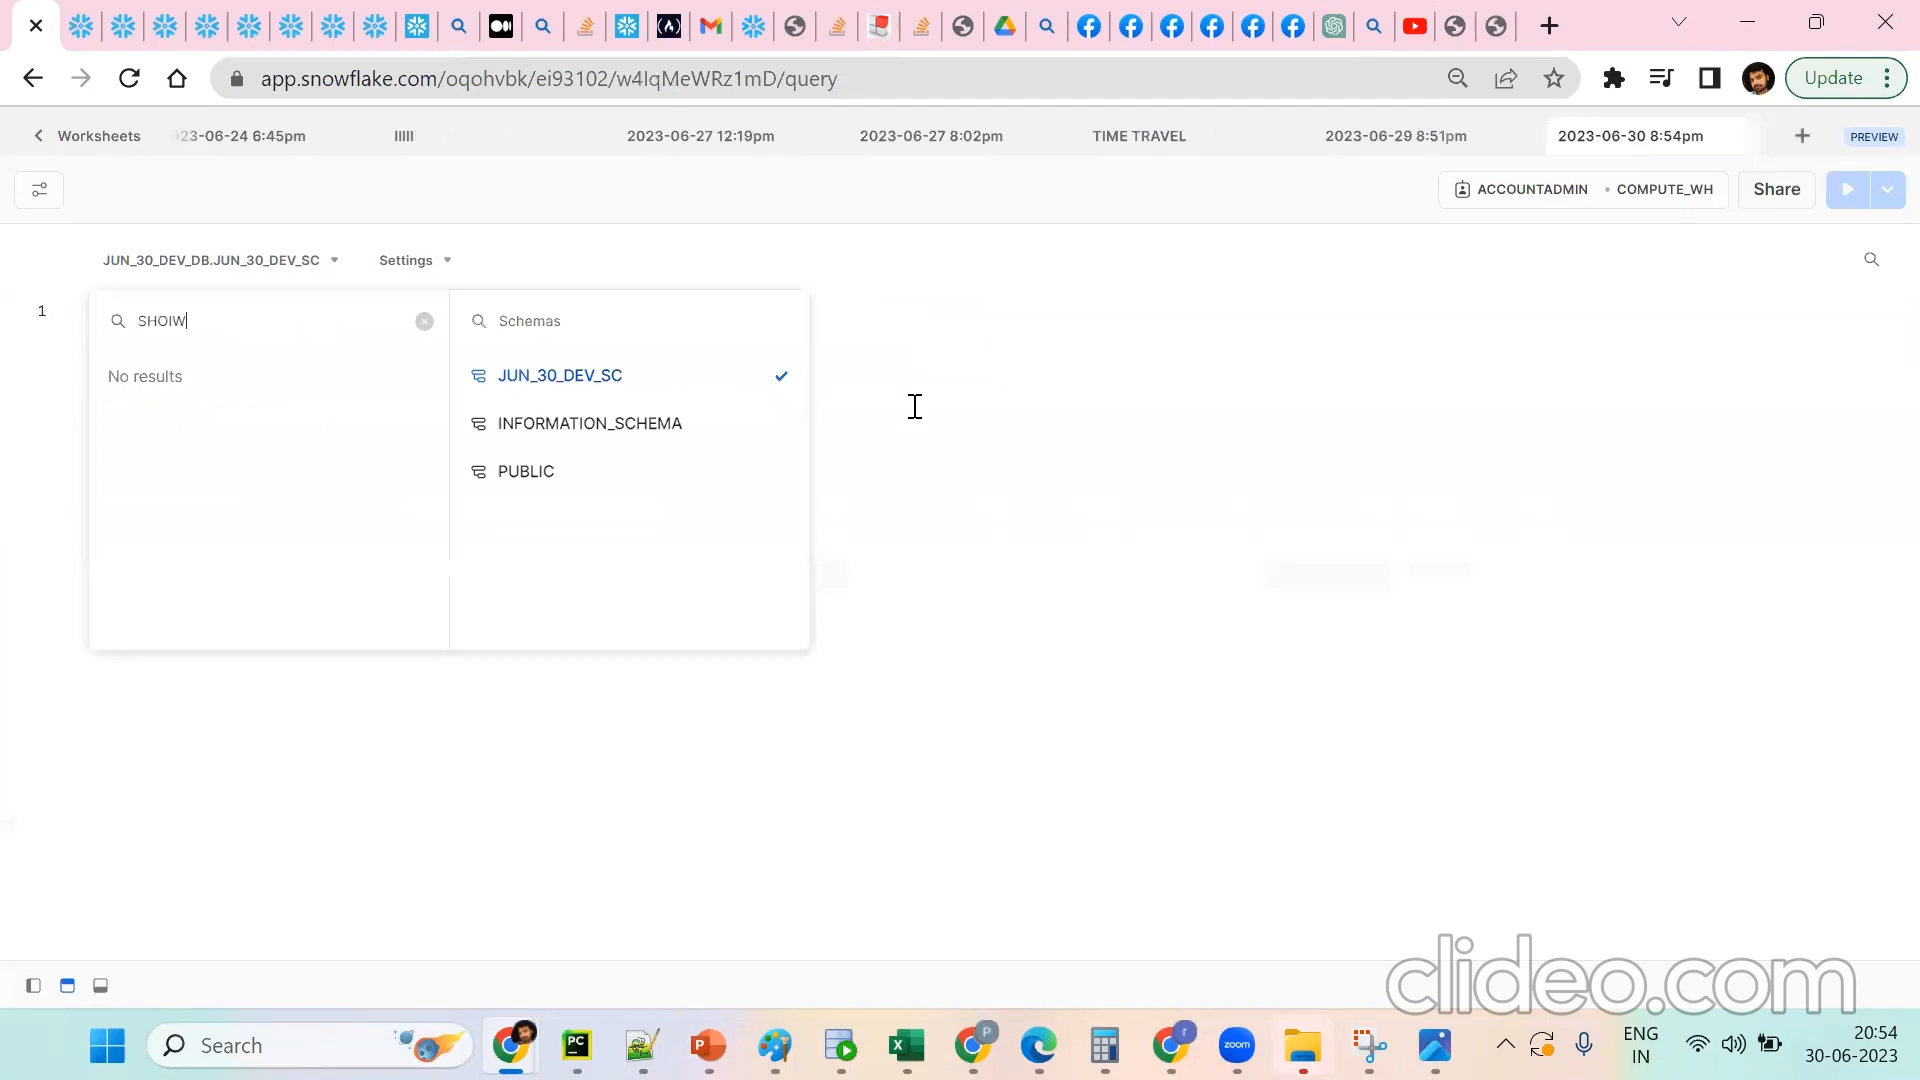 app.snowflake.com/oqohvbk/ei93102/w4IqMeWRz1mD/query
Update
Worksheets
23-06-24 6:45pm
IIIII
2023-06-27 12:19pm
2023-06-27 8:02pm
TIME TRAVEL
2023-06-29 8:51pm
2023-06-30 8:54pm
PREVIEW
ACCOUNTADMIN • COMPUTE_WH
Share
JUN_30_DEV_DB.JUN_30_DEV_SC
Settings
1
SHOIW
Schemas
No results
JUN_30_DEV_SC
INFORMATION_SCHEMA
PUBLIC
clideo.com
Search
PC
P
X
P
r
zoom
ENG
IN
20:54
30-06-2023